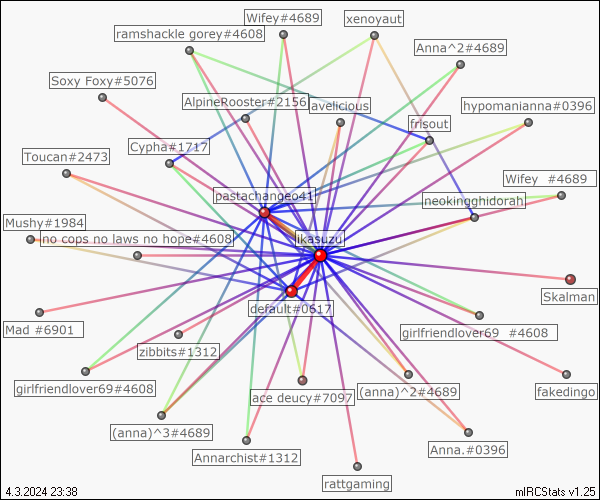 Wifey#4689
xenoyaut
ramshackle gorey#4608
Anna^2#4689
Soxy Foxy#5076
AlpineRooster#2156
avelicious
hypomanianna#0396
frisout
Cypha#1717
Toucan#2473
Wifey  #4689
pastachangeo41
neokingghidorah
Mushy#1984
no cops no laws no hope#4608
ikasuzu
Skalman
default#0617
Mad #6901
girlfriendlover69  #4608
zibbits#1312
girlfriendlover69#4608
ace deucy#7097
(anna)^2#4689
fakedingo
(anna)^3#4689
Anna.#0396
Annarchist#1312
rattgaming
4.3.2024 23:38
mIRCStats v1.25